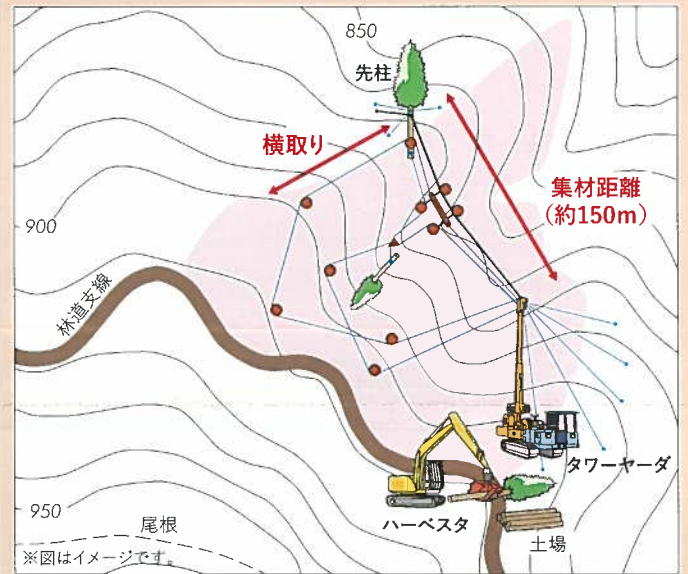 850
先柱
横取り
集材距離
(約150m)
900
林道支線
タワーヤーダ
950
尾根
ハーベスタ
土場
※図はイメージです。